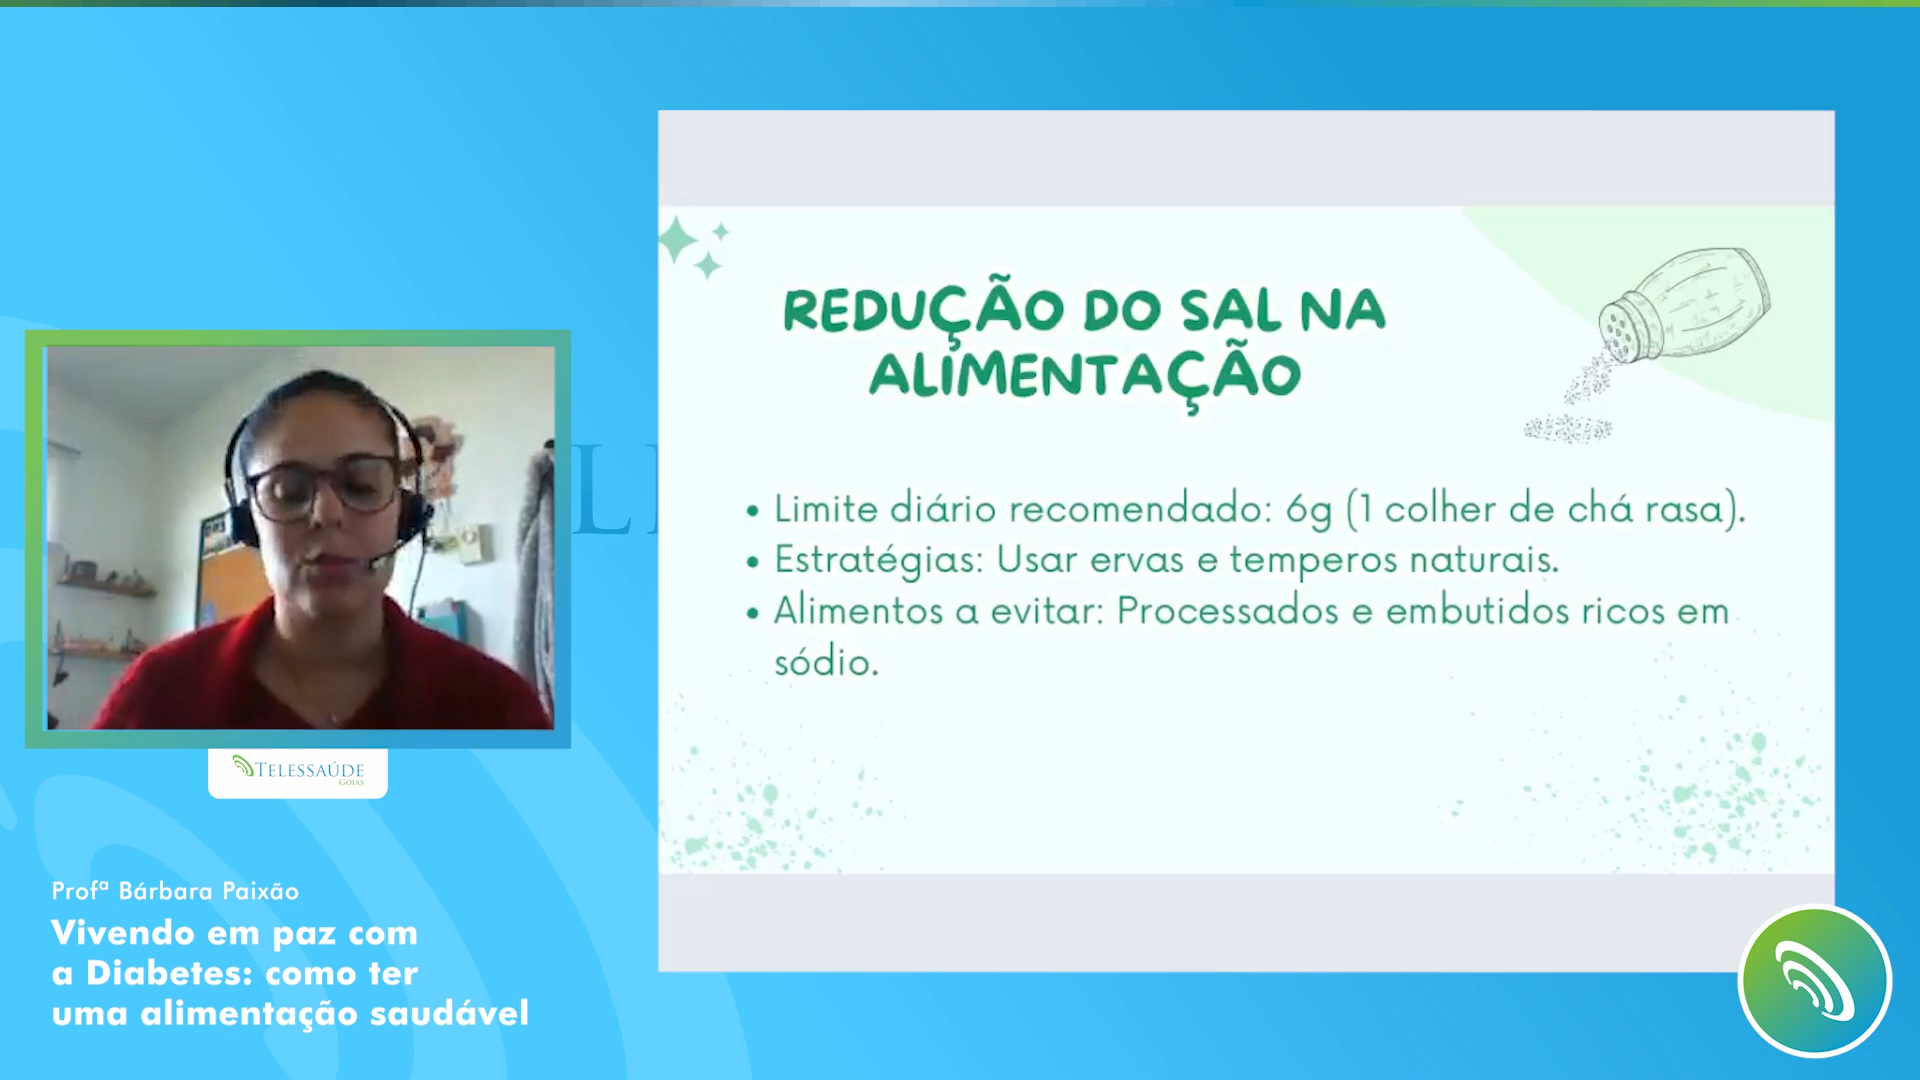 REDUÇÃO DO SAL NA
ALIMENTAÇÃO
• Limite diário recomendado: 6g (1 colher de chá rasa).
• Estratégias: Usar ervas e temperos naturais.
• Alimentos a evitar: Processados e embutidos ricos em
sódio.
TELESSAÚDE
GOIÁS
Profª Bárbara Paixão
Vivendo em paz com
a Diabetes: como ter
uma alimentação saudável